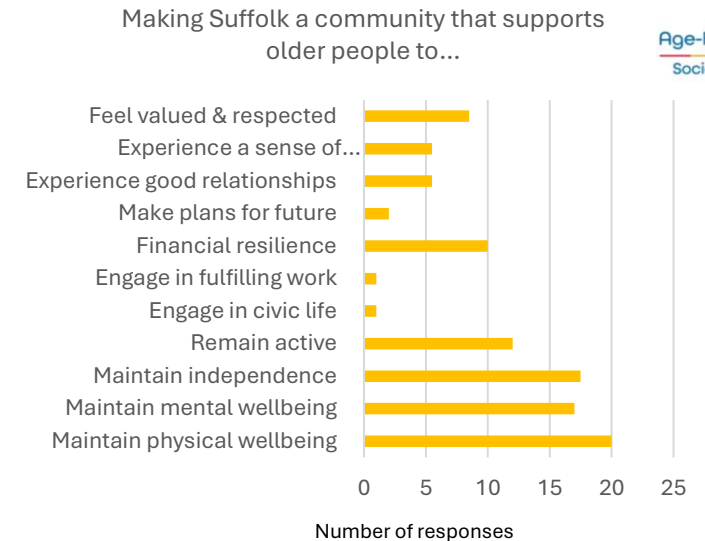 Making Suffolk a community that supports
older people to...
Feel valued & respected
Experience a sense of...
Experience good relationships
Make plans for future
Financial resilience
Engage in fulfilling work
Engage in civic life
Remain active
Maintain independence
Maintain mental wellbeing
Maintain physical wellbeing
0 5 10 15 20 25
Number of responses